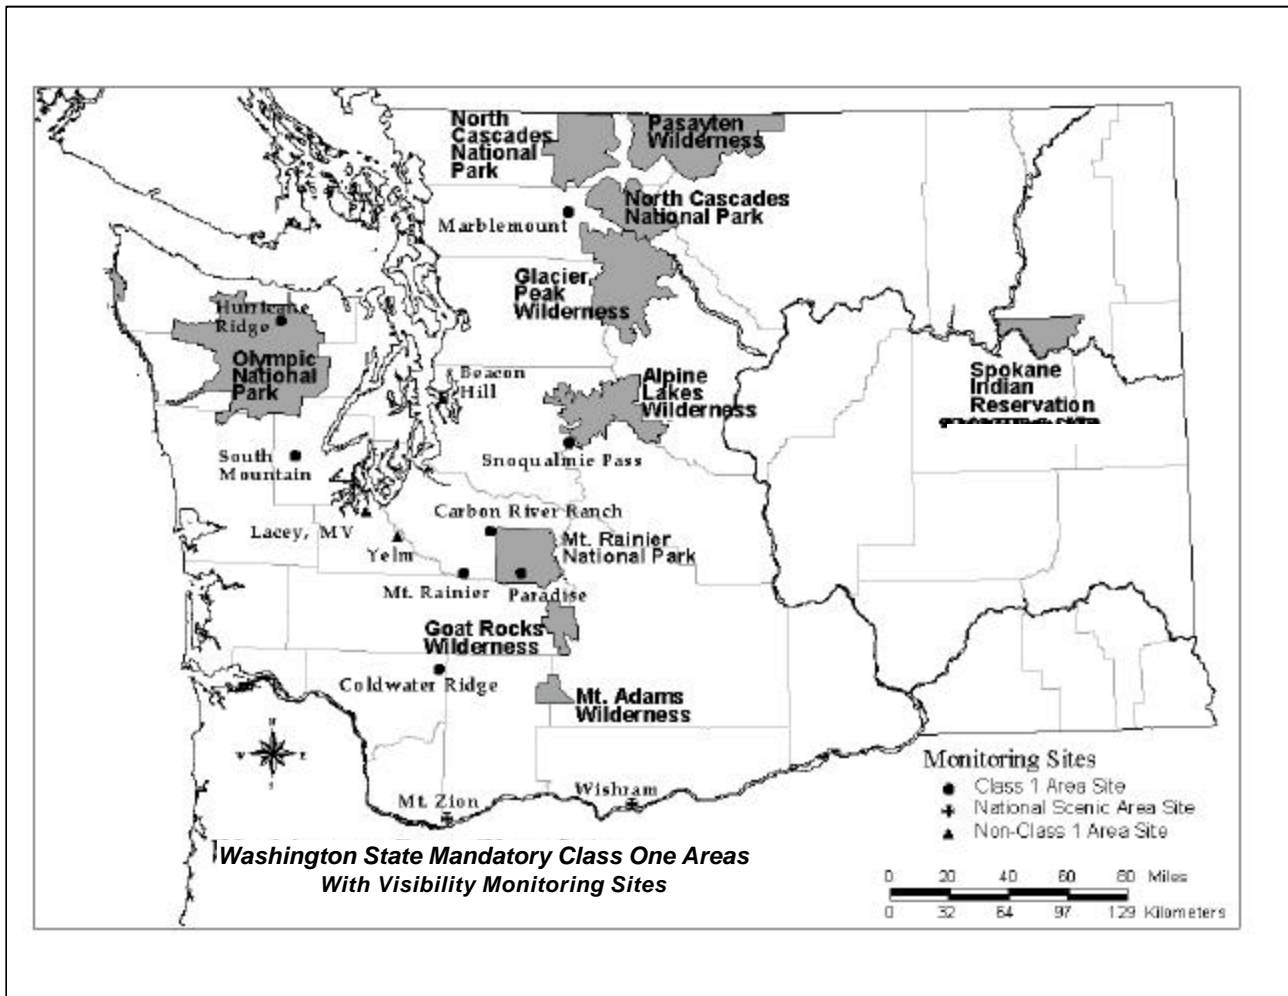 North
Cascades
National
Park
Pasayten
Wilderness
North Cascades
National Park
Marblemount
Glacier
Peak
Wilderness
Hurricane
Ridge
Olympic
National
Park
Beacon
Hill
Alpine
Lakes
Wilderness
Spokane
Indian
Reservation
South
Mountain
Snoqualmie Pass
Lacey, MV
Yelm
Carbon River Ranch
Mt. Rainier
National Park
Mt. Rainier
Paradise
Goat Rocks
Wilderness
Coldwater Ridge
Mt. Adams
Wilderness
N
W E
S
Mt. Zion
Wishram
Monitoring Sites
Class 1 Area Site
National Scenic Area Site
Non-Class 1 Area Site
Washington State Mandatory Class One Areas
With Visibility Monitoring Sites
0 20 40 60 80 Miles
0 32 64 97 129 Kilometers